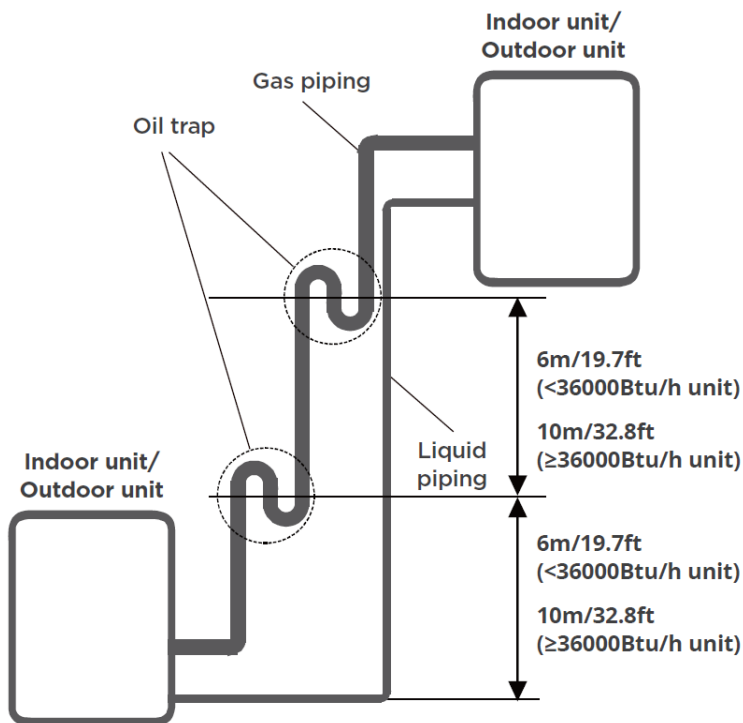 Indoor unit/
Outdoor unit
Gas piping
Oil trap
6m/19.7ft
(<36000Btu/h unit)
10m/32.8ft
(≥36000Btu/h unit)
Liquid
piping
Indoor unit/
Outdoor unit
6m/19.7ft
(<36000Btu/h unit)
10m/32.8ft
(≥36000Btu/h unit)